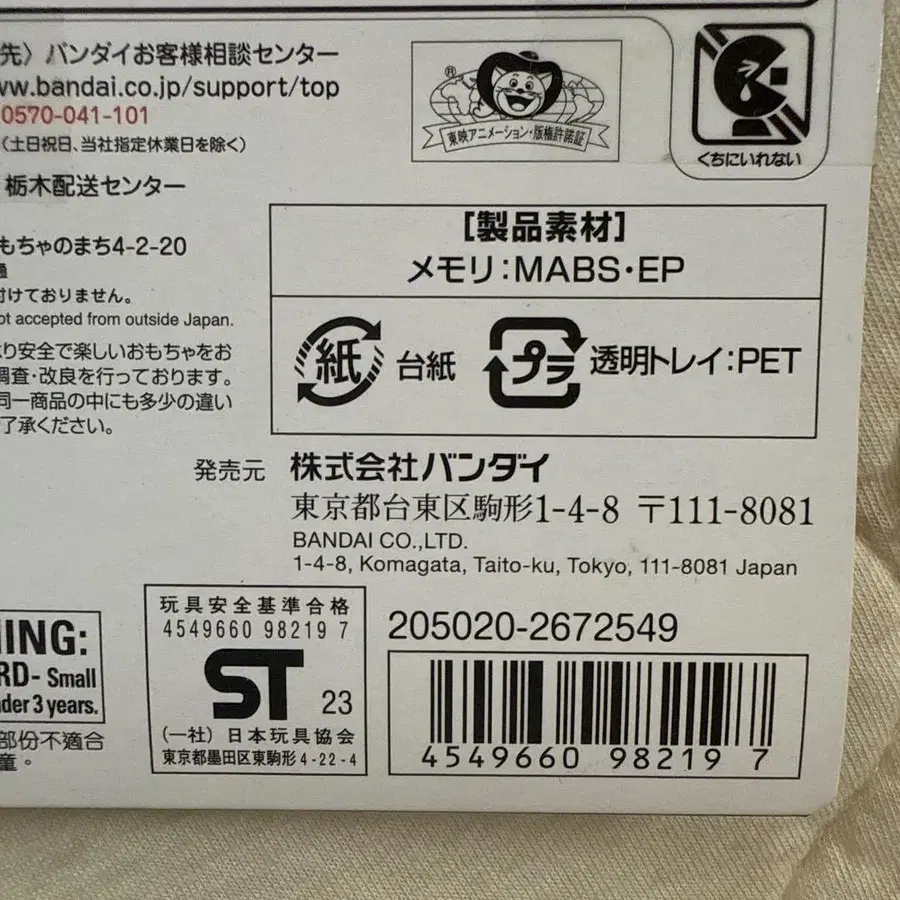 先〉バンダイお客様相談センター
ww.bandai.co.jp/support/top
0570-041-101
(土日祝日、当社指定休業日を除く)
栃木配送センター
もちゃのまち4-2-20
付けておりません。
ot accepted from outside Japan.
り安全で楽しいおもちゃをお
調査・改良を行っております。
同一商品の中にも多少の違い
了承ください。
®
東映アニメーション・版権許諾証
くちにいれない
[製品素材]
メモリ:MABS・EP
紙 台紙
プラ 透明トレイ:PET
発売元 株式会社バンダイ
東京都台東区駒形1-4-8 〒111-8081
BANDAI CO.,LTD.
1-4-8, Komagata, Taito-ku, Tokyo, 111-8081 Japan
NING:
RD- Small
nder 3 years.
部份不適合
童。
玩具安全基準合格
4549660 98219 7
ST 23
(一社) 日本玩具協会
東京都墨田区東駒形4-22-4
205020-2672549
4549660 98219 7